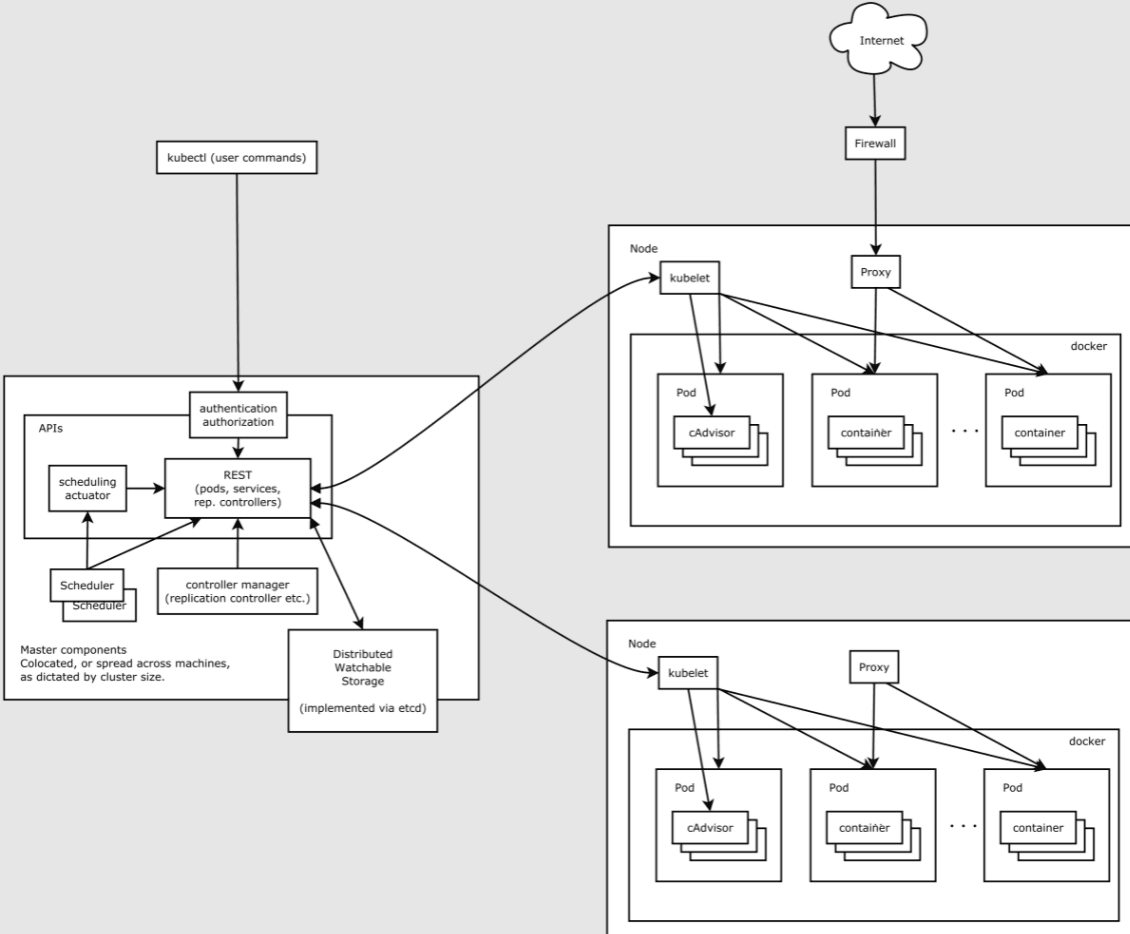 Internet
Firewall
kubectl (user commands)
authentication
authorization
APIs
scheduling
actuator
REST
(pods, services,
rep. controllers)
Scheduler
Scheduler
controller manager
(replication controller etc.)
Distributed
Watchable
Storage
(implemented via etcd)
Master components
Colocated, or spread across machines,
as dictated by cluster size.
Node
kubelet
Proxy
docker
Pod
cAdvisor
Pod
container
. . .
Pod
container
Node
kubelet
Proxy
docker
Pod
cAdvisor
Pod
container
. . .
Pod
container